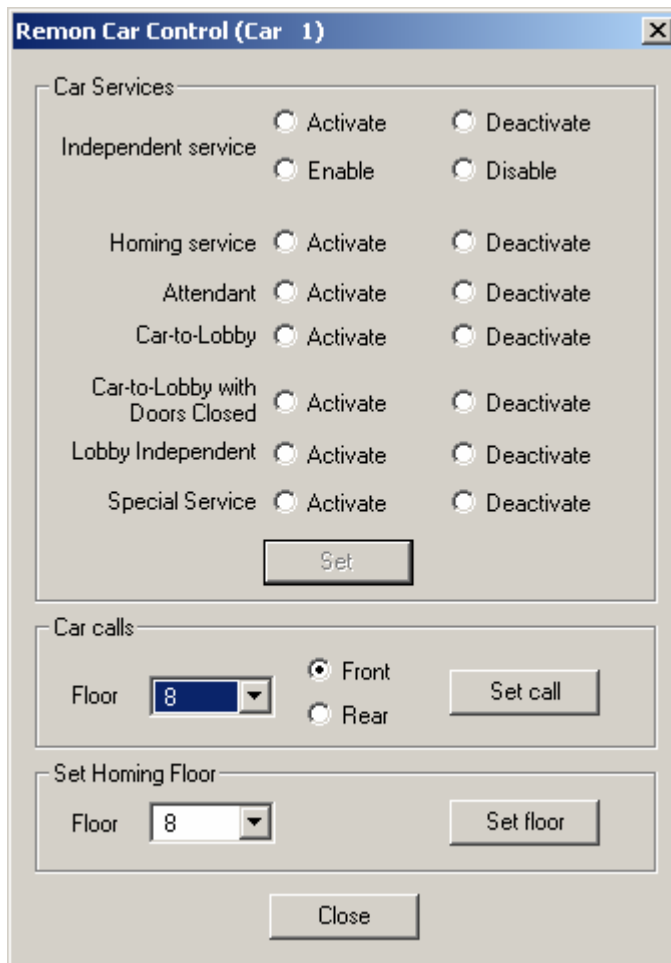 Remon Car Control (Car 1)
Car Services
Independent service Activate Deactivate
Enable Disable
Homing service Activate Deactivate
Attendant Activate Deactivate
Car-to-Lobby Activate Deactivate
Car-to-Lobby with
Doors Closed Activate Deactivate
Lobby Independent Activate Deactivate
Special Service Activate Deactivate
Set
Car calls
Floor 8 Front Set call
Rear
Set Homing Floor
Floor 8 Set floor
Close